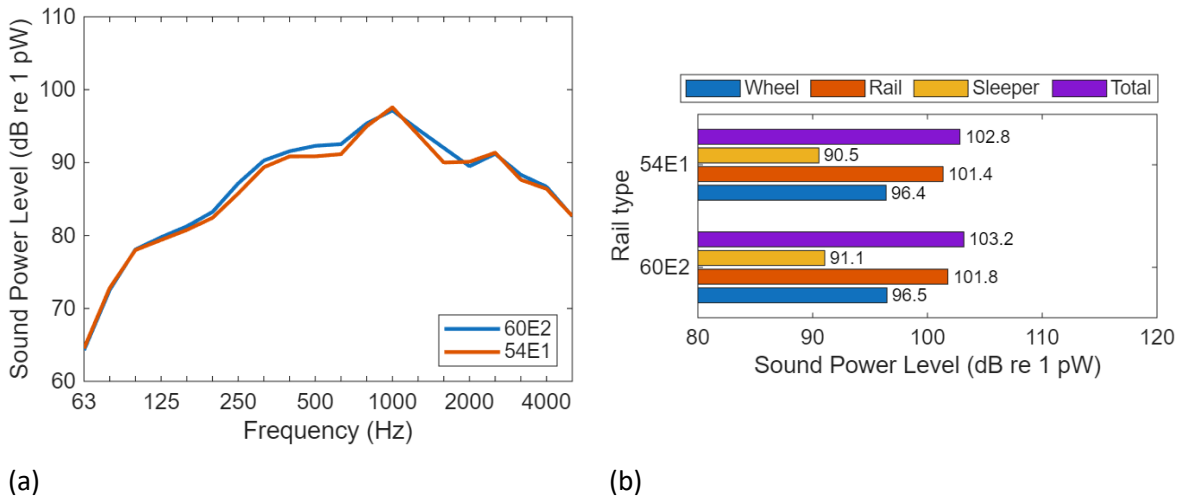 110
100
90
80
70
60
Sound Power Level (dB re 1 pW)
60E2
54E1
63 125 250 500 1000 2000 4000
Frequency (Hz)
(a)
Wheel Rail Sleeper Total
Rail type
54E1
102.8
90.5
101.4
96.4
60E2
103.2
91.1
101.8
96.5
80 90 100 110 120
Sound Power Level (dB re 1 pW)
(b)